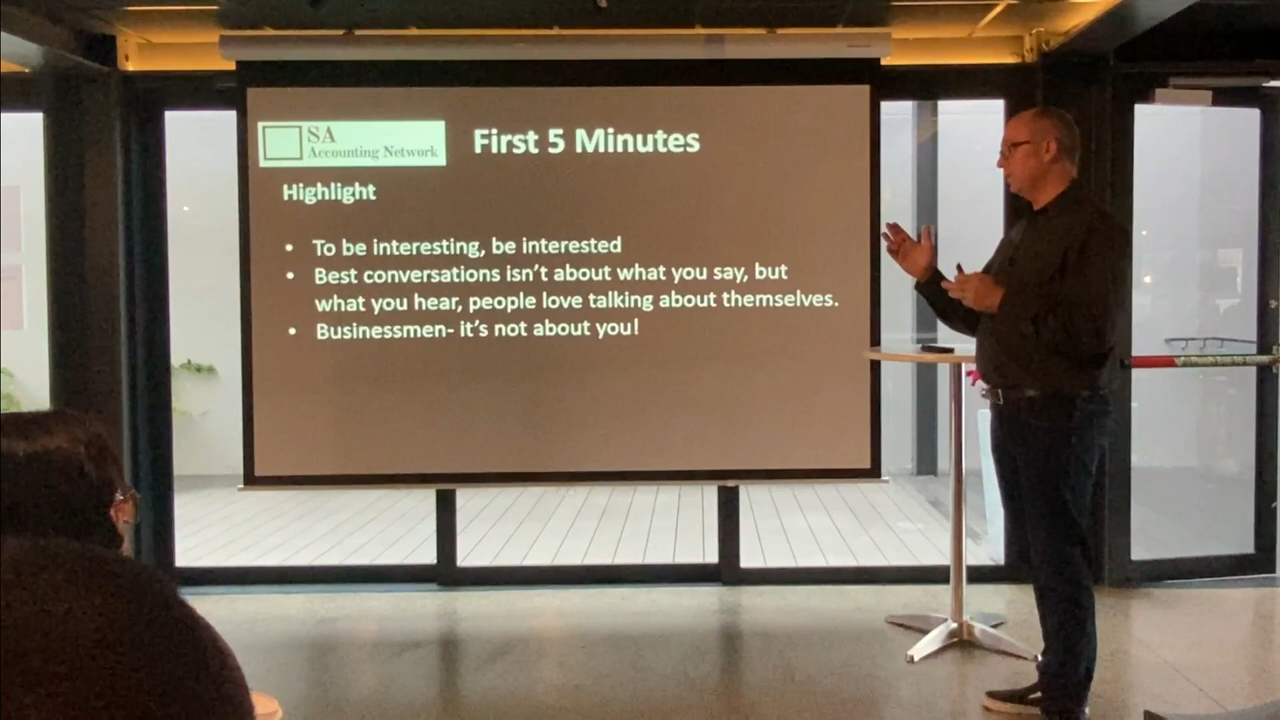 SA
Accounting Network
First 5 Minutes
Highlight
• To be interesting, be interested
• Best conversations isn't about what you say, but
what you hear, people love talking about themselves.
• Businessmen- it's not about you!